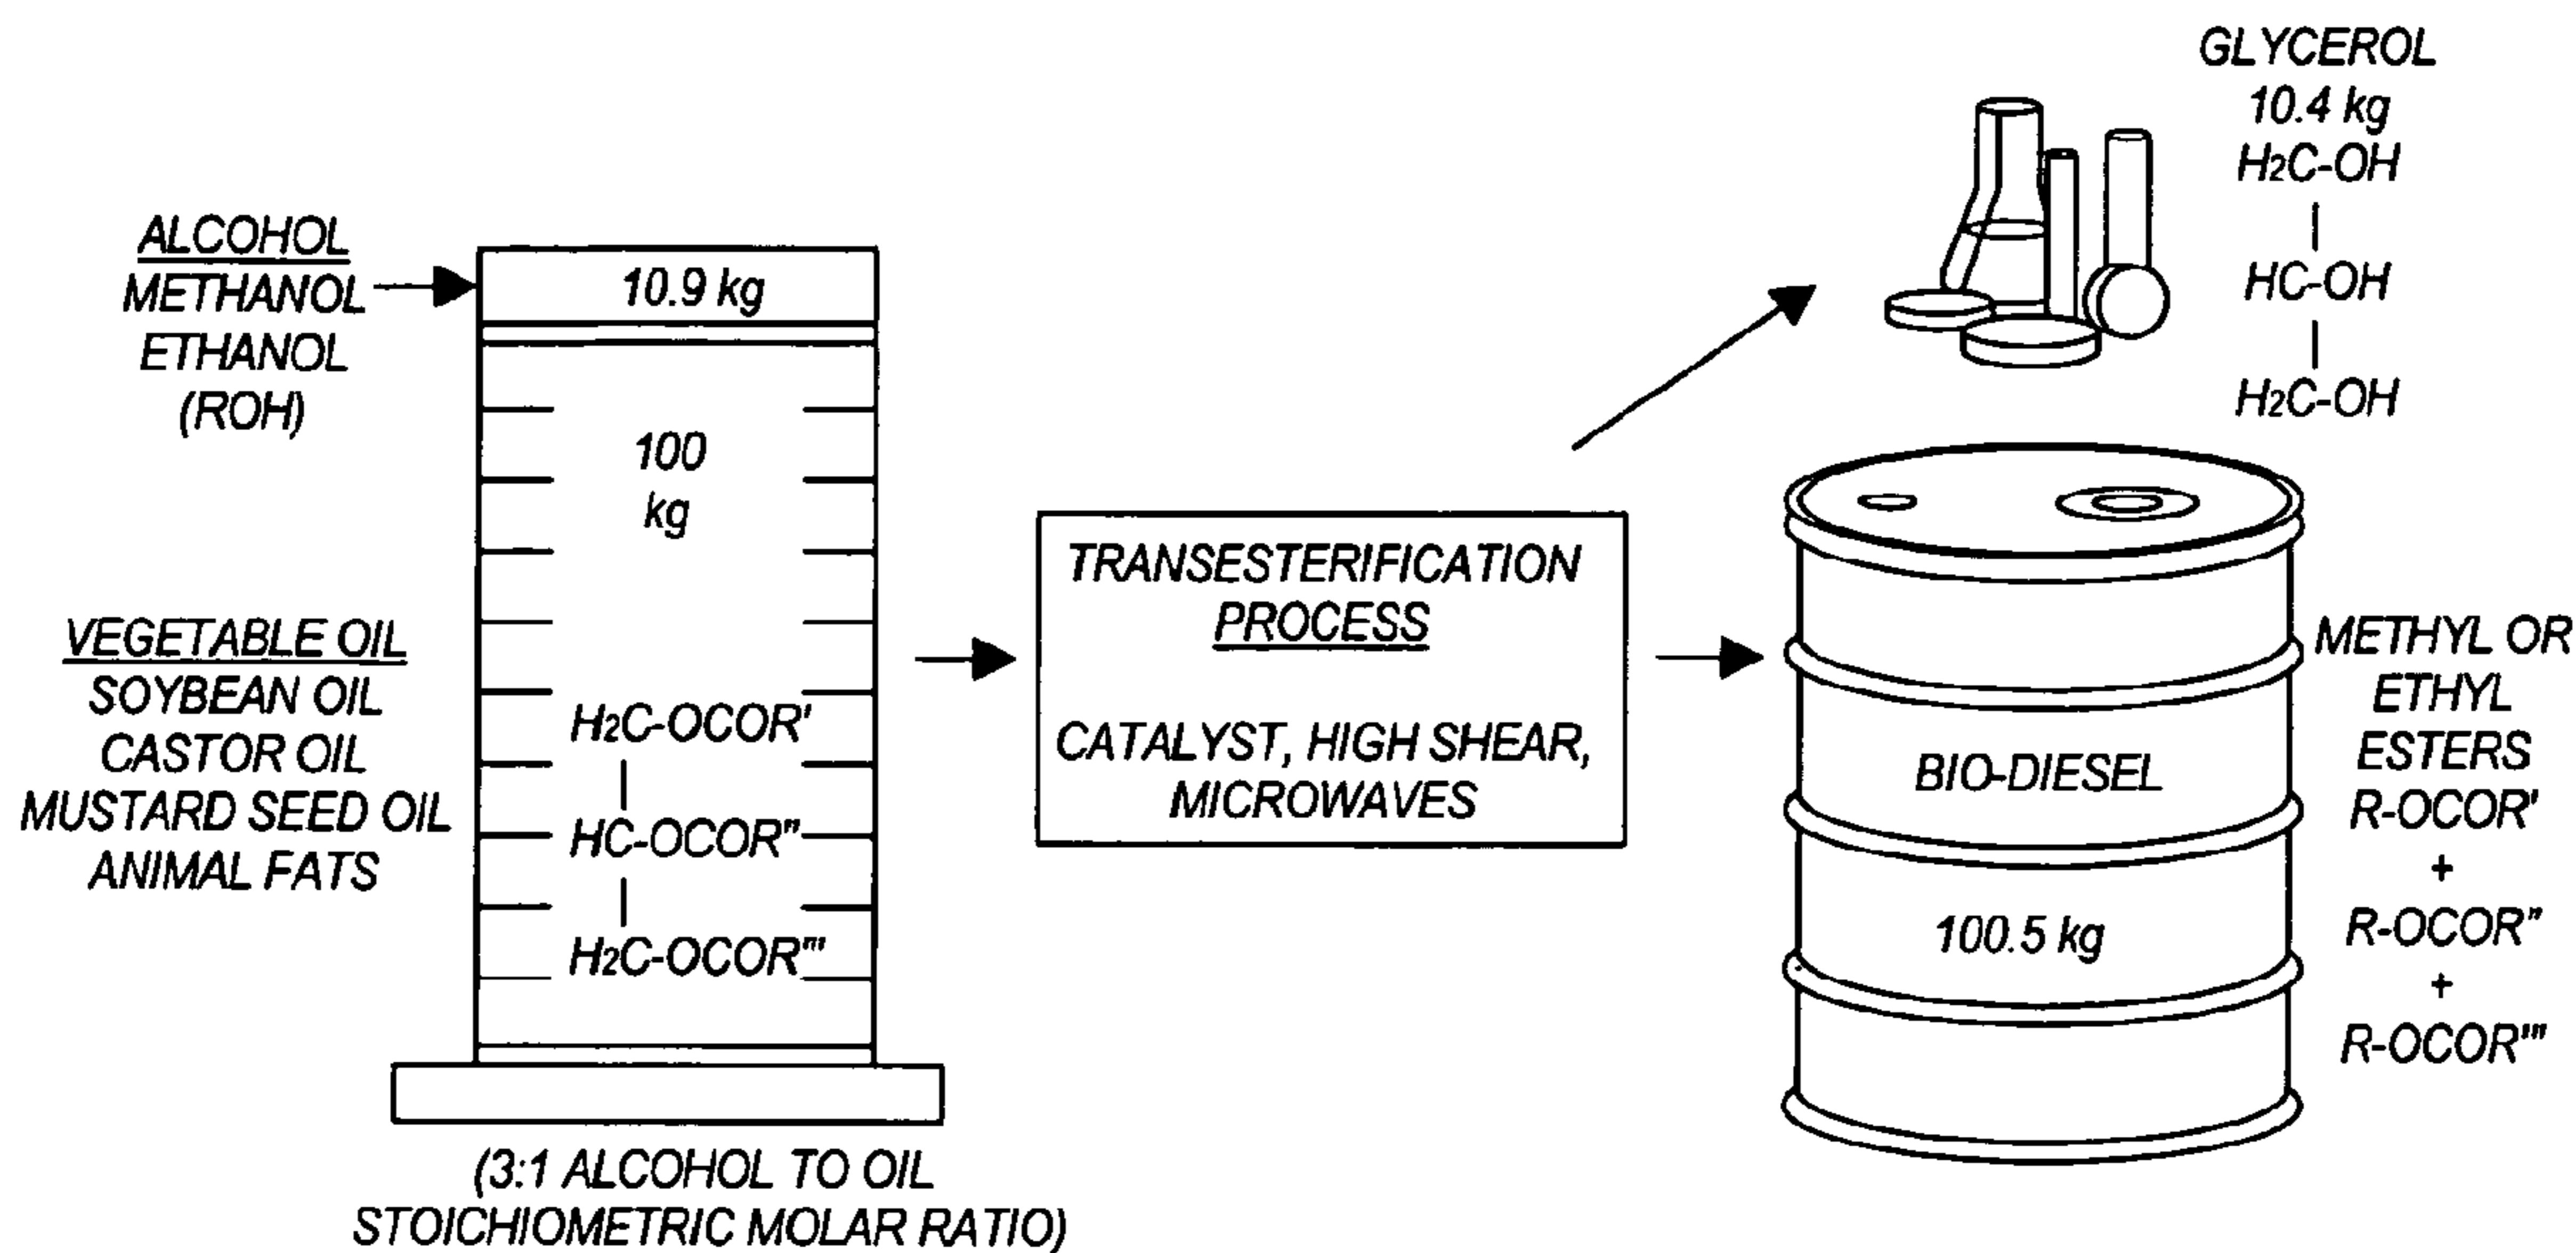 ALCOHOL
METHANOL
ETHANOL
(ROH)
VEGETABLE OIL
SOYBEAN OIL
CASTOR OIL
MUSTARD SEED OIL
ANIMAL FATS
10.9 kg
100
kg
H2C-OCOR'
HC-OCOR"
H2C-OCOR"'
(3:1 ALCOHOL TO OIL
STOICHIOMETRIC MOLAR RATIO)
TRANSESTERIFICATION
PROCESS
CATALYST, HIGH SHEAR,
MICROWAVES
GLYCEROL
10.4 kg
H2C-OH
HC-OH
H2C-OH
BIO-DIESEL
100.5 kg
METHYL OR
ETHYL
ESTERS
R-OCOR'
+
R-OCOR"
+
R-OCOR"'